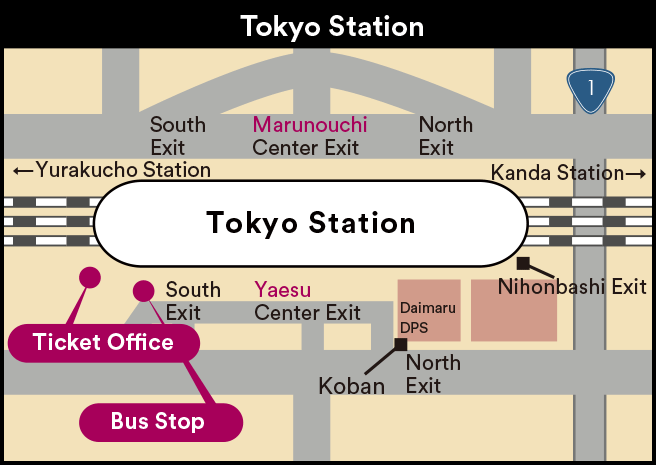 Tokyo Station
1
South
Exit
Marunouchi
Center Exit
North
Exit
←Yurakucho Station
Kanda Station→
Tokyo Station
South
Exit
Yaesu
Center Exit
Nihonbashi Exit
Daimaru
DPS
Ticket Office
Koban
North
Exit
Bus Stop